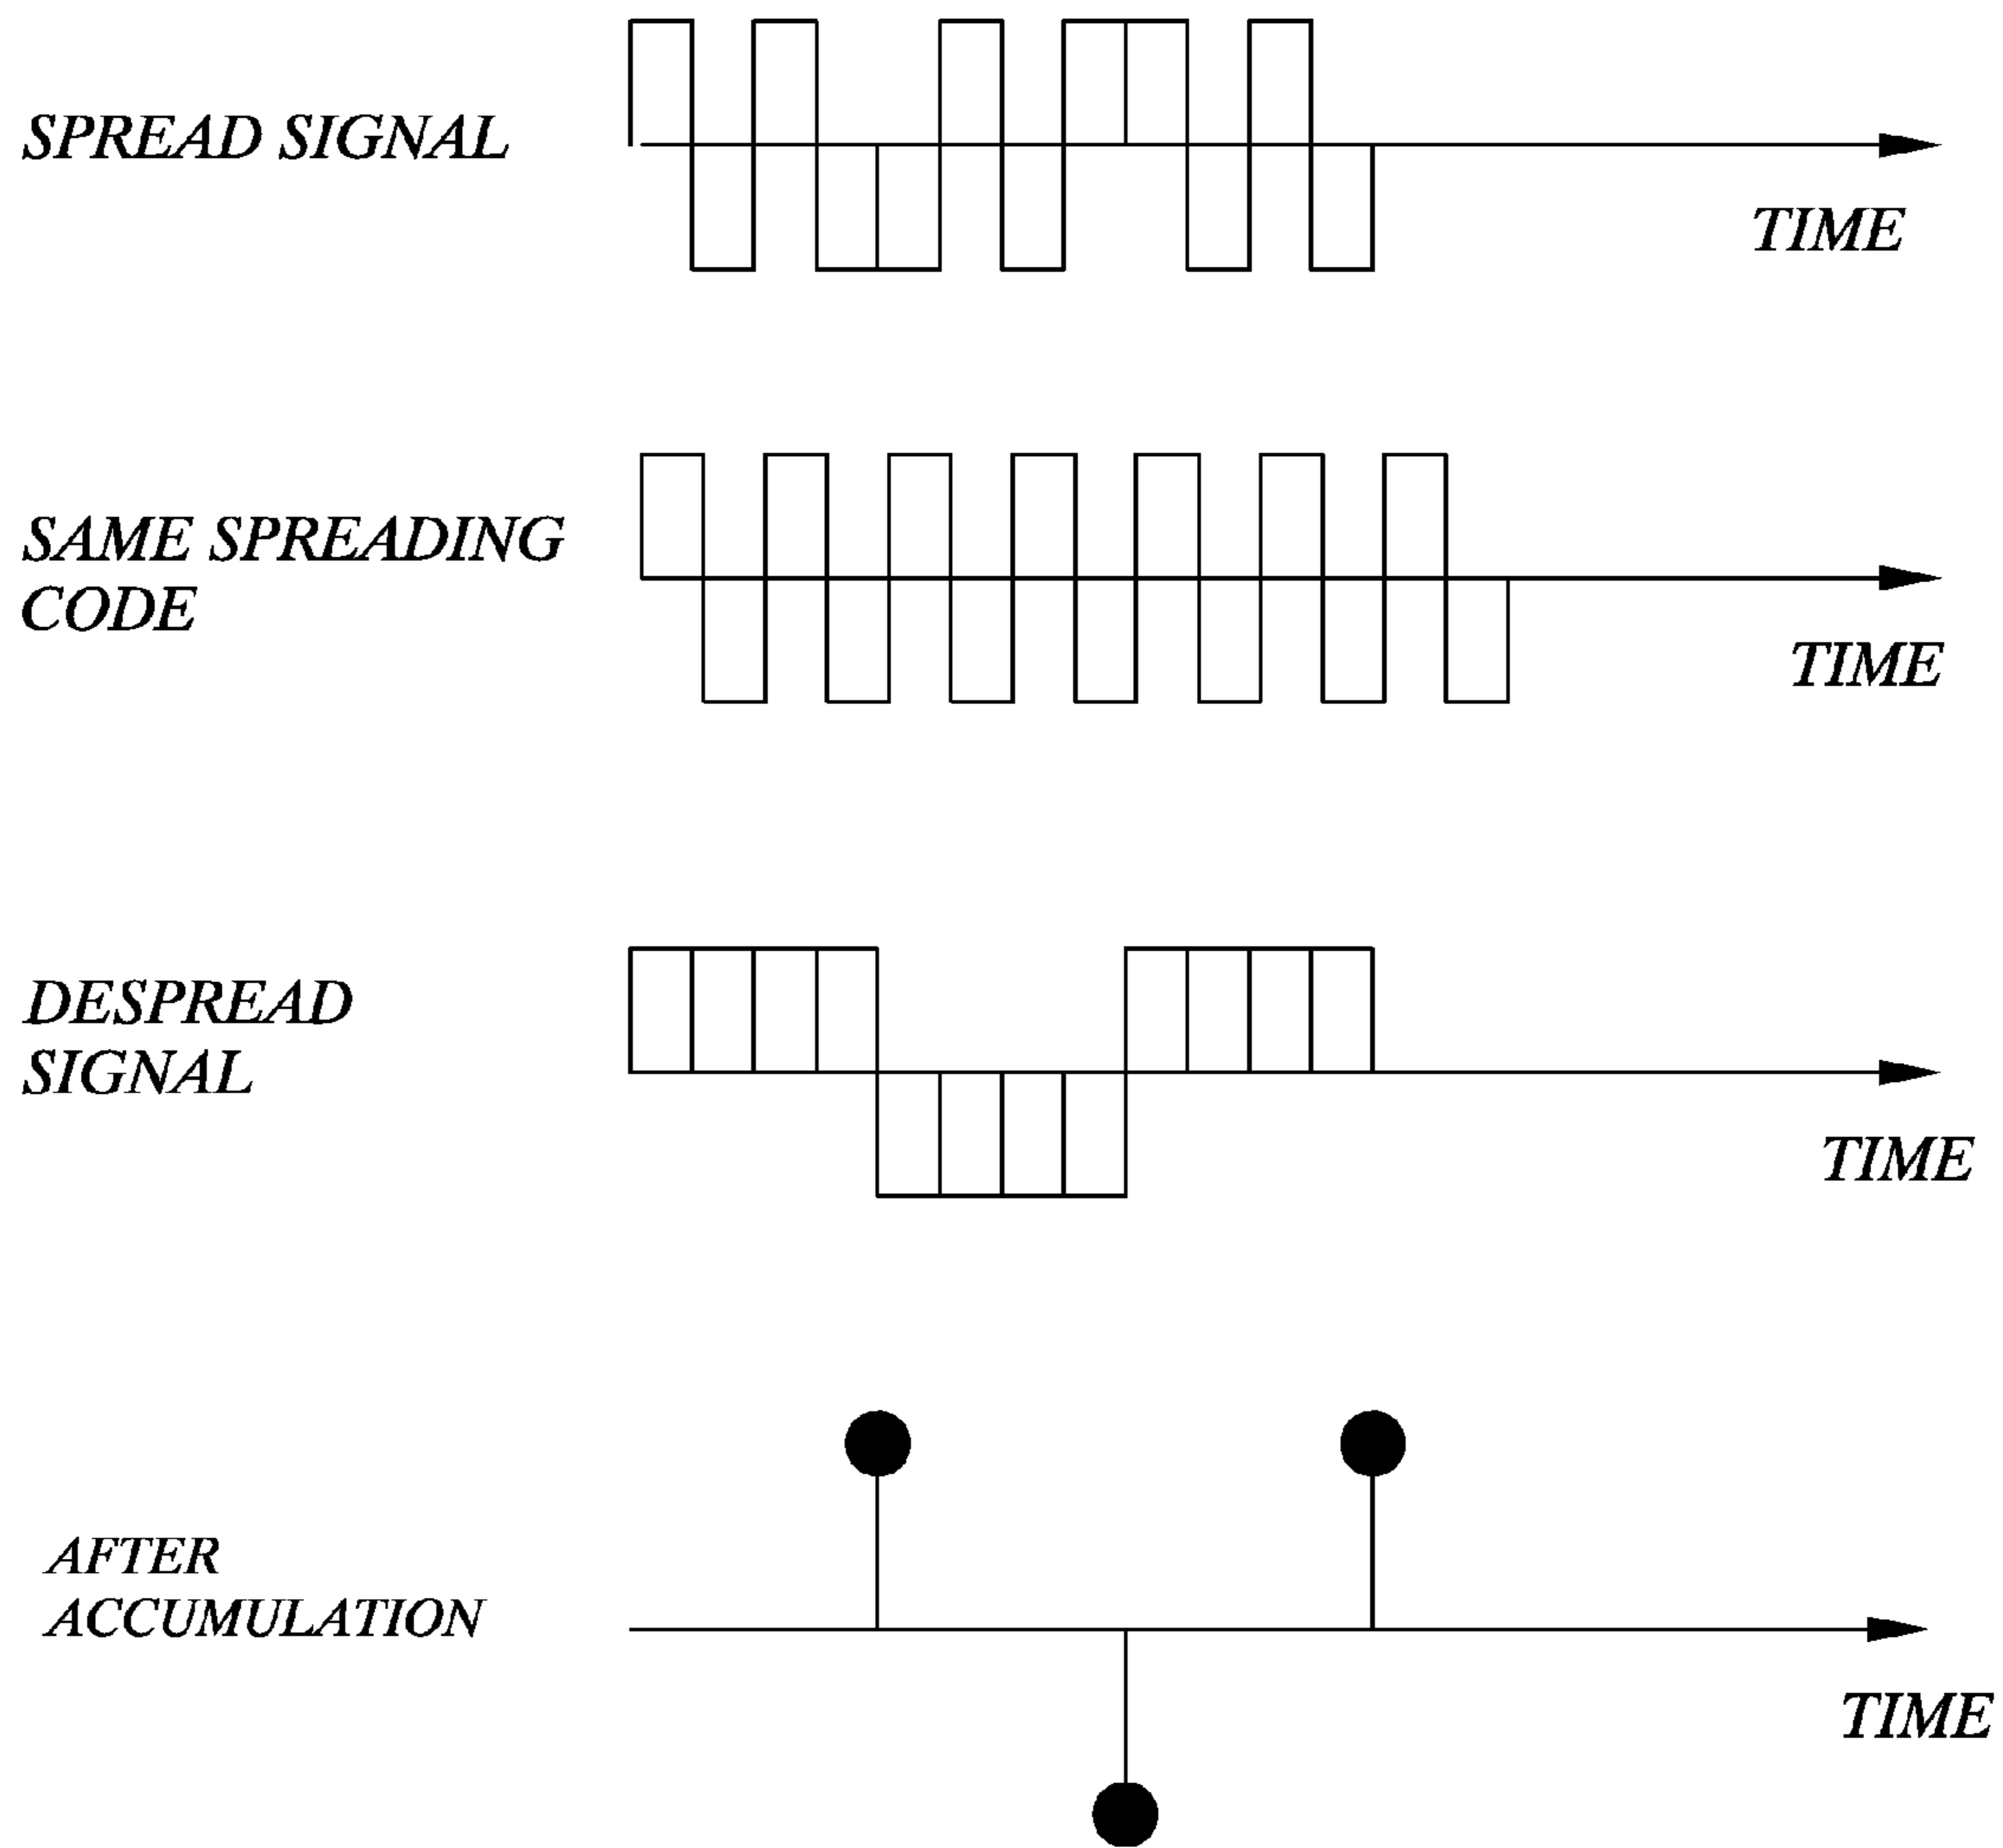 SPREAD SIGNAL
TIME
SAME SPREADING
CODE
TIME
DESPREAD
SIGNAL
TIME
AFTER
ACCUMULATION
TIME